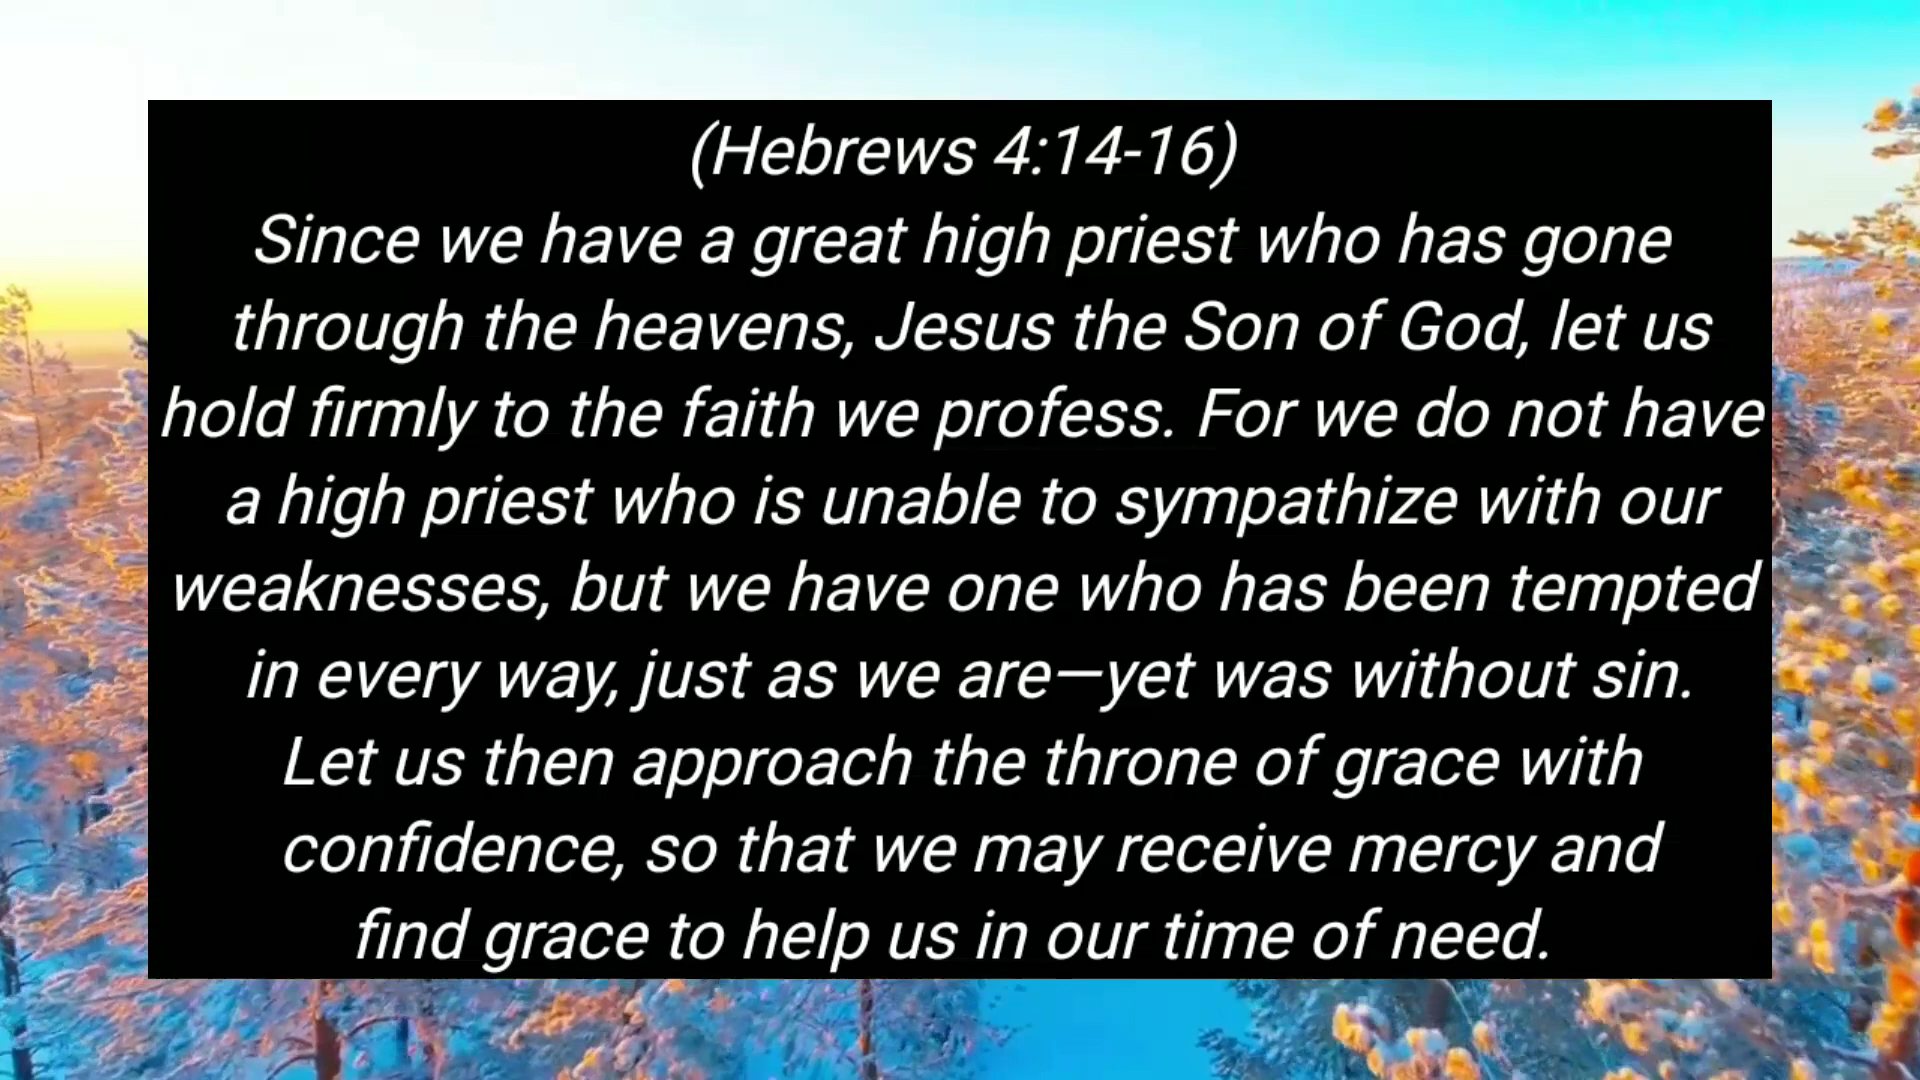 (Hebrews 4:14-16)
Since we have a great high priest who has gone
through the heavens, Jesus the Son of God, let us
hold firmly to the faith we profess. For we do not have
a high priest who is unable to sympathize with our
weaknesses, but we have one who has been tempted
in every way, just as we are—yet was without sin.
Let us then approach the throne of grace with
confidence, so that we may receive mercy and
find grace to help us in our time of need.